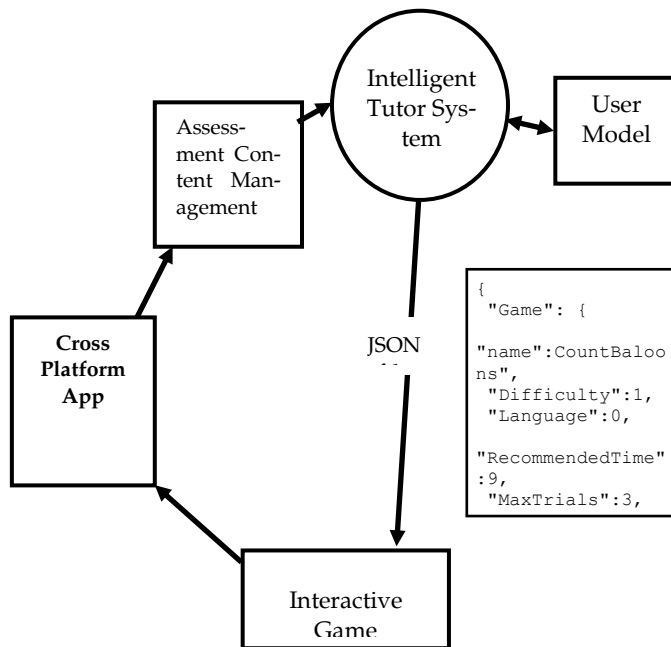 Intelligent
Tutor Sys-
tem
User
Model
Assess-
ment Con-
tent Man-
agement
Cross
Platform
App
JSON
{
"Game": {
"name":CountBaloo
ns",
"Difficulty":1,
"Language":0,
"RecommendedTime"
:9,
"MaxTrials":3,
Interactive
Game